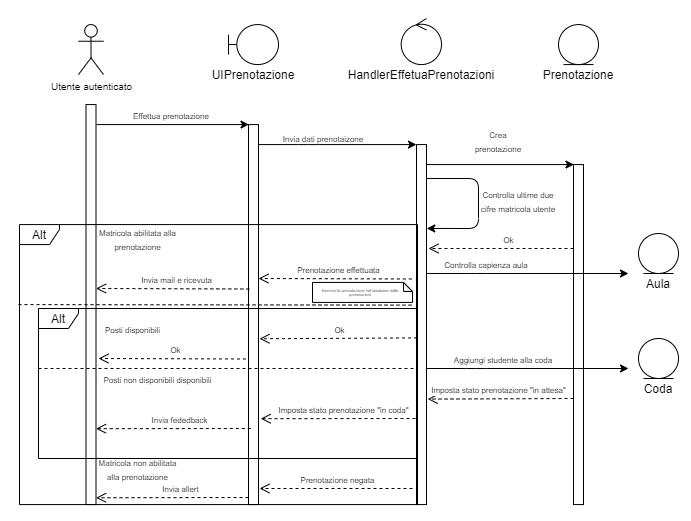 Utente autenticato
UIPrenotazione
HandlerEffetuaPrenotazioni
Prenotazione
Effettua prenotazione
Invia dati prenotaizone
Crea
prenotazione
Controlla ultime due
cifre matricola utente
Alt
Matricola abilitata alla
prenotazione
Ok
Prenotazione effettuata
Controlla capienza aula
Aula
Invia mail e ricevuta
Alt
Posti disponibili
Ok
Ok
Aggiungi studente alla coda
Coda
Posti non disponibili disponibili
Imposta stato prenotazione "in attesa"
Imposta stato prenotazione "in coda"
Invia fededback
Matricola non abilitata
alla prenotazione
Prenotazione negata
Invia allert